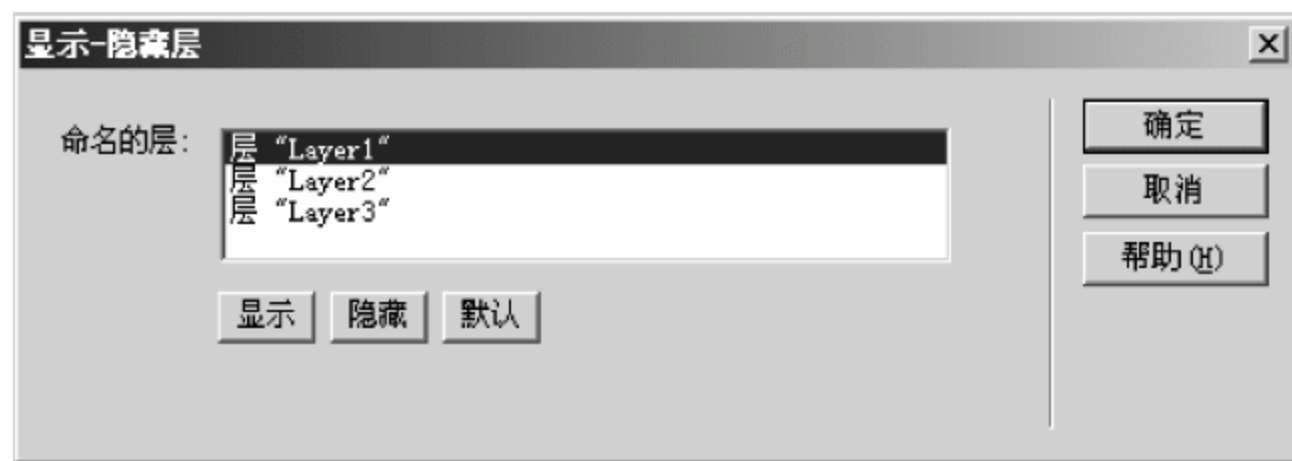 显示-隐藏层
命名的层:
层 "Layer1"
层 "Layer2"
层 "Layer3"
显示 隐藏 默认
确定
取消
帮助(H)